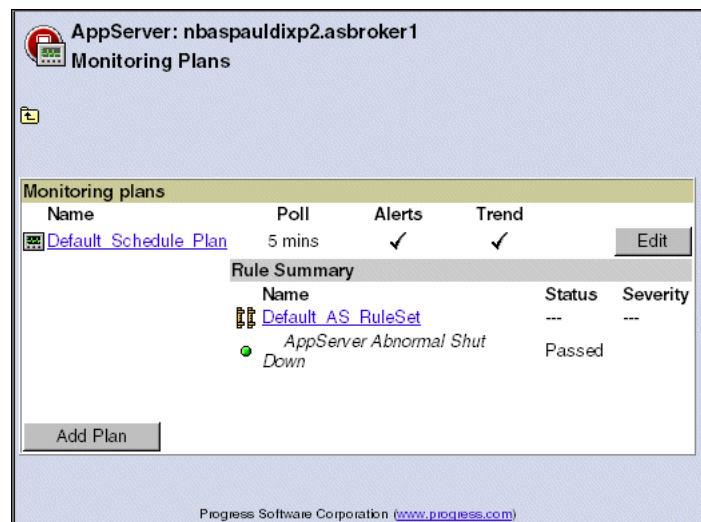 AppServer: nbaspauldixp2.asbroker1
Monitoring Plans
Monitoring plans
Name Poll Alerts Trend
Default_Schedule_Plan 5 mins ✓ ✓ Edit
Rule Summary
Name Status Severity
Default_AS_RuleSet --- ---
AppServer Abnormal Shut
Down Passed
Add Plan
Progress Software Corporation (www.progress.com)